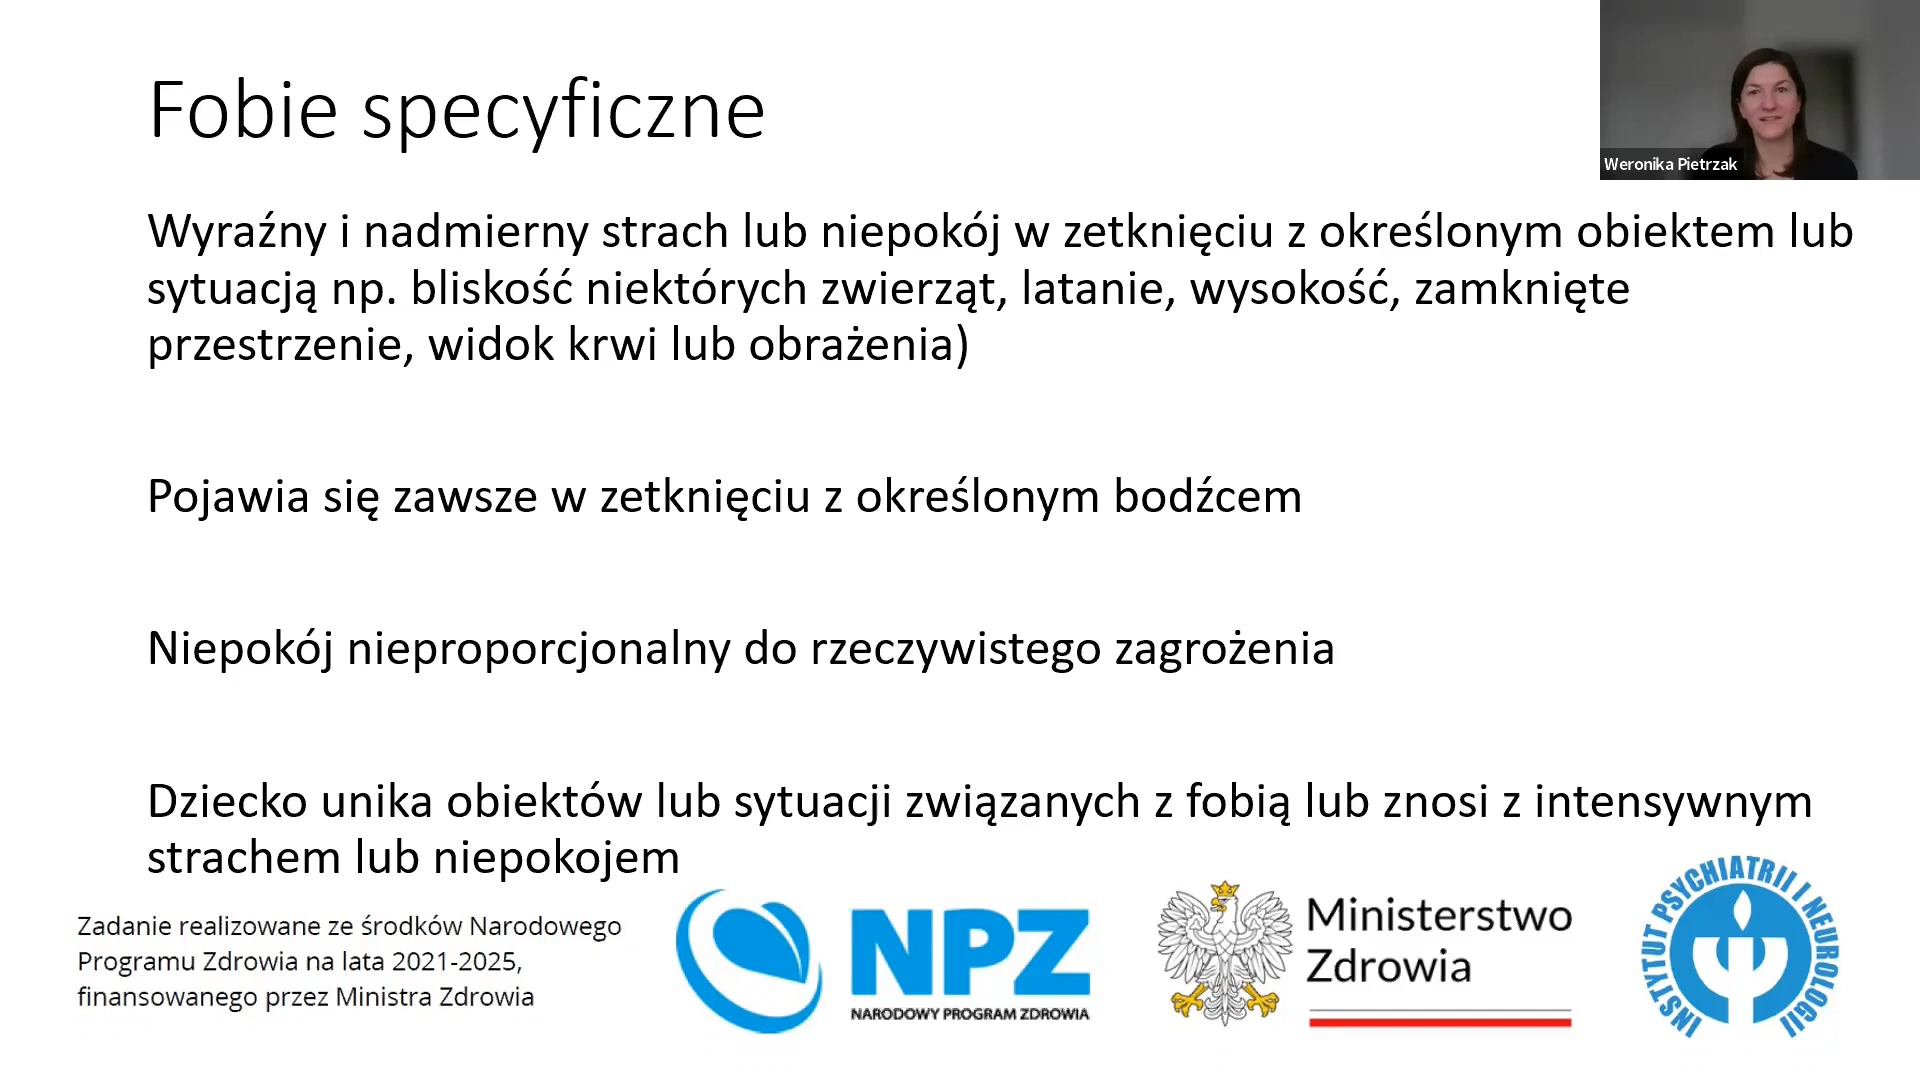 Fobie specyficzne
Weronika Pietrzak
Wyraźny i nadmierny strach lub niepokój w zetknięciu z określonym obiektem lub
sytuacją np. bliskość niektórych zwierząt, latanie, wysokość, zamknięte
przestrzenie, widok krwi lub obrażenia)
Pojawia się zawsze w zetknięciu z określonym bodźcem
Niepokój nieproporcjonalny do rzeczywistego zagrożenia
Dziecko unika obiektów lub sytuacji związanych z fobią lub znosi z intensywnym
strachem lub niepokojem
Zadanie realizowane ze środków Narodowego
Programu Zdrowia na lata 2021-2025,
finansowanego przez Ministra Zdrowia
NPZ
NARODOWY PROGRAM ZDROWIA
Ministerstwo
Zdrowia
INSTYTUT PSYCHIATRII I NEUROLOGII